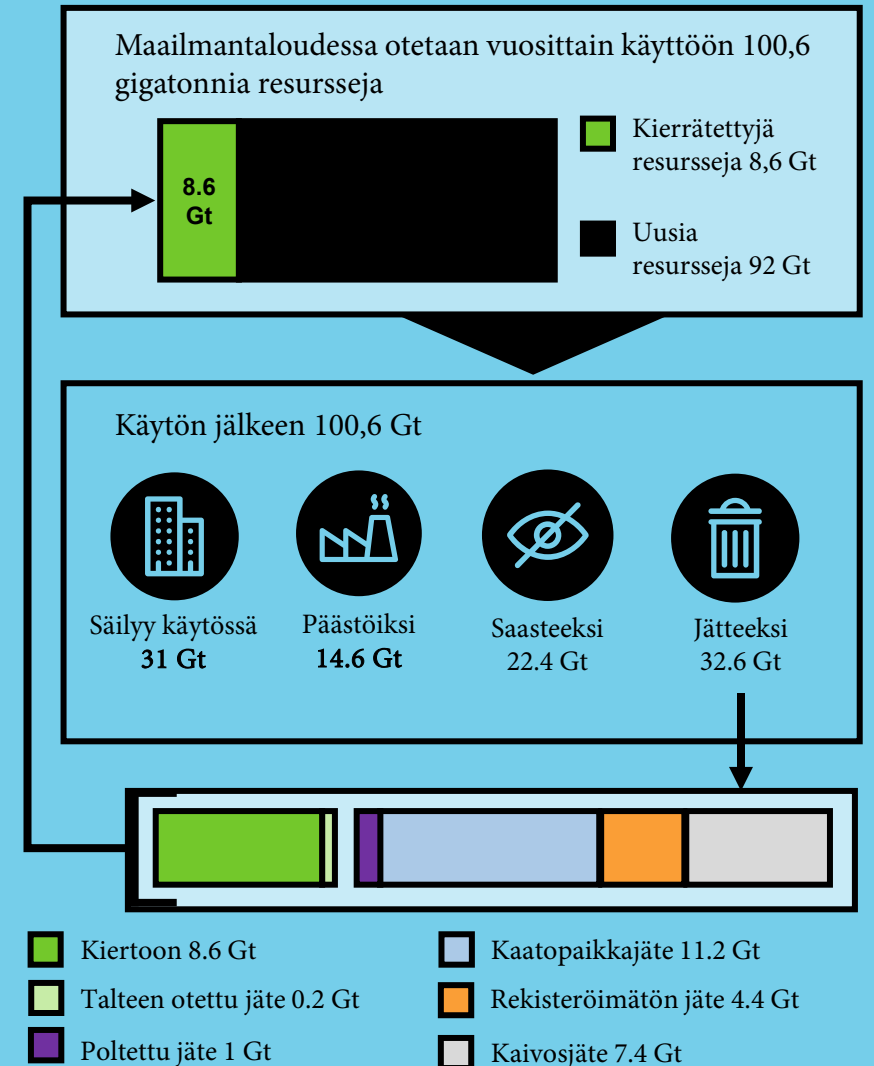 Maailmantaloudessa otetaan vuosittain käyttöön 100,6
gigatonnia resursseja
8.6
Gt
Kierrätettyjä
resursseja 8,6 Gt
Uusia
resursseja 92 Gt
Käytön jälkeen 100,6 Gt
Säilyy käytössä
31 Gt
Päästöiksi
14.6 Gt
Saasteeksi
22.4 Gt
Jätteeksi
32.6 Gt
Kiertoon 8.6 Gt
Talteen otettu jäte 0.2 Gt
Poltettu jäte 1 Gt
Kaatopaikkajäte 11.2 Gt
Rekisteröimätön jäte 4.4 Gt
Kaivosjäte 7.4 Gt